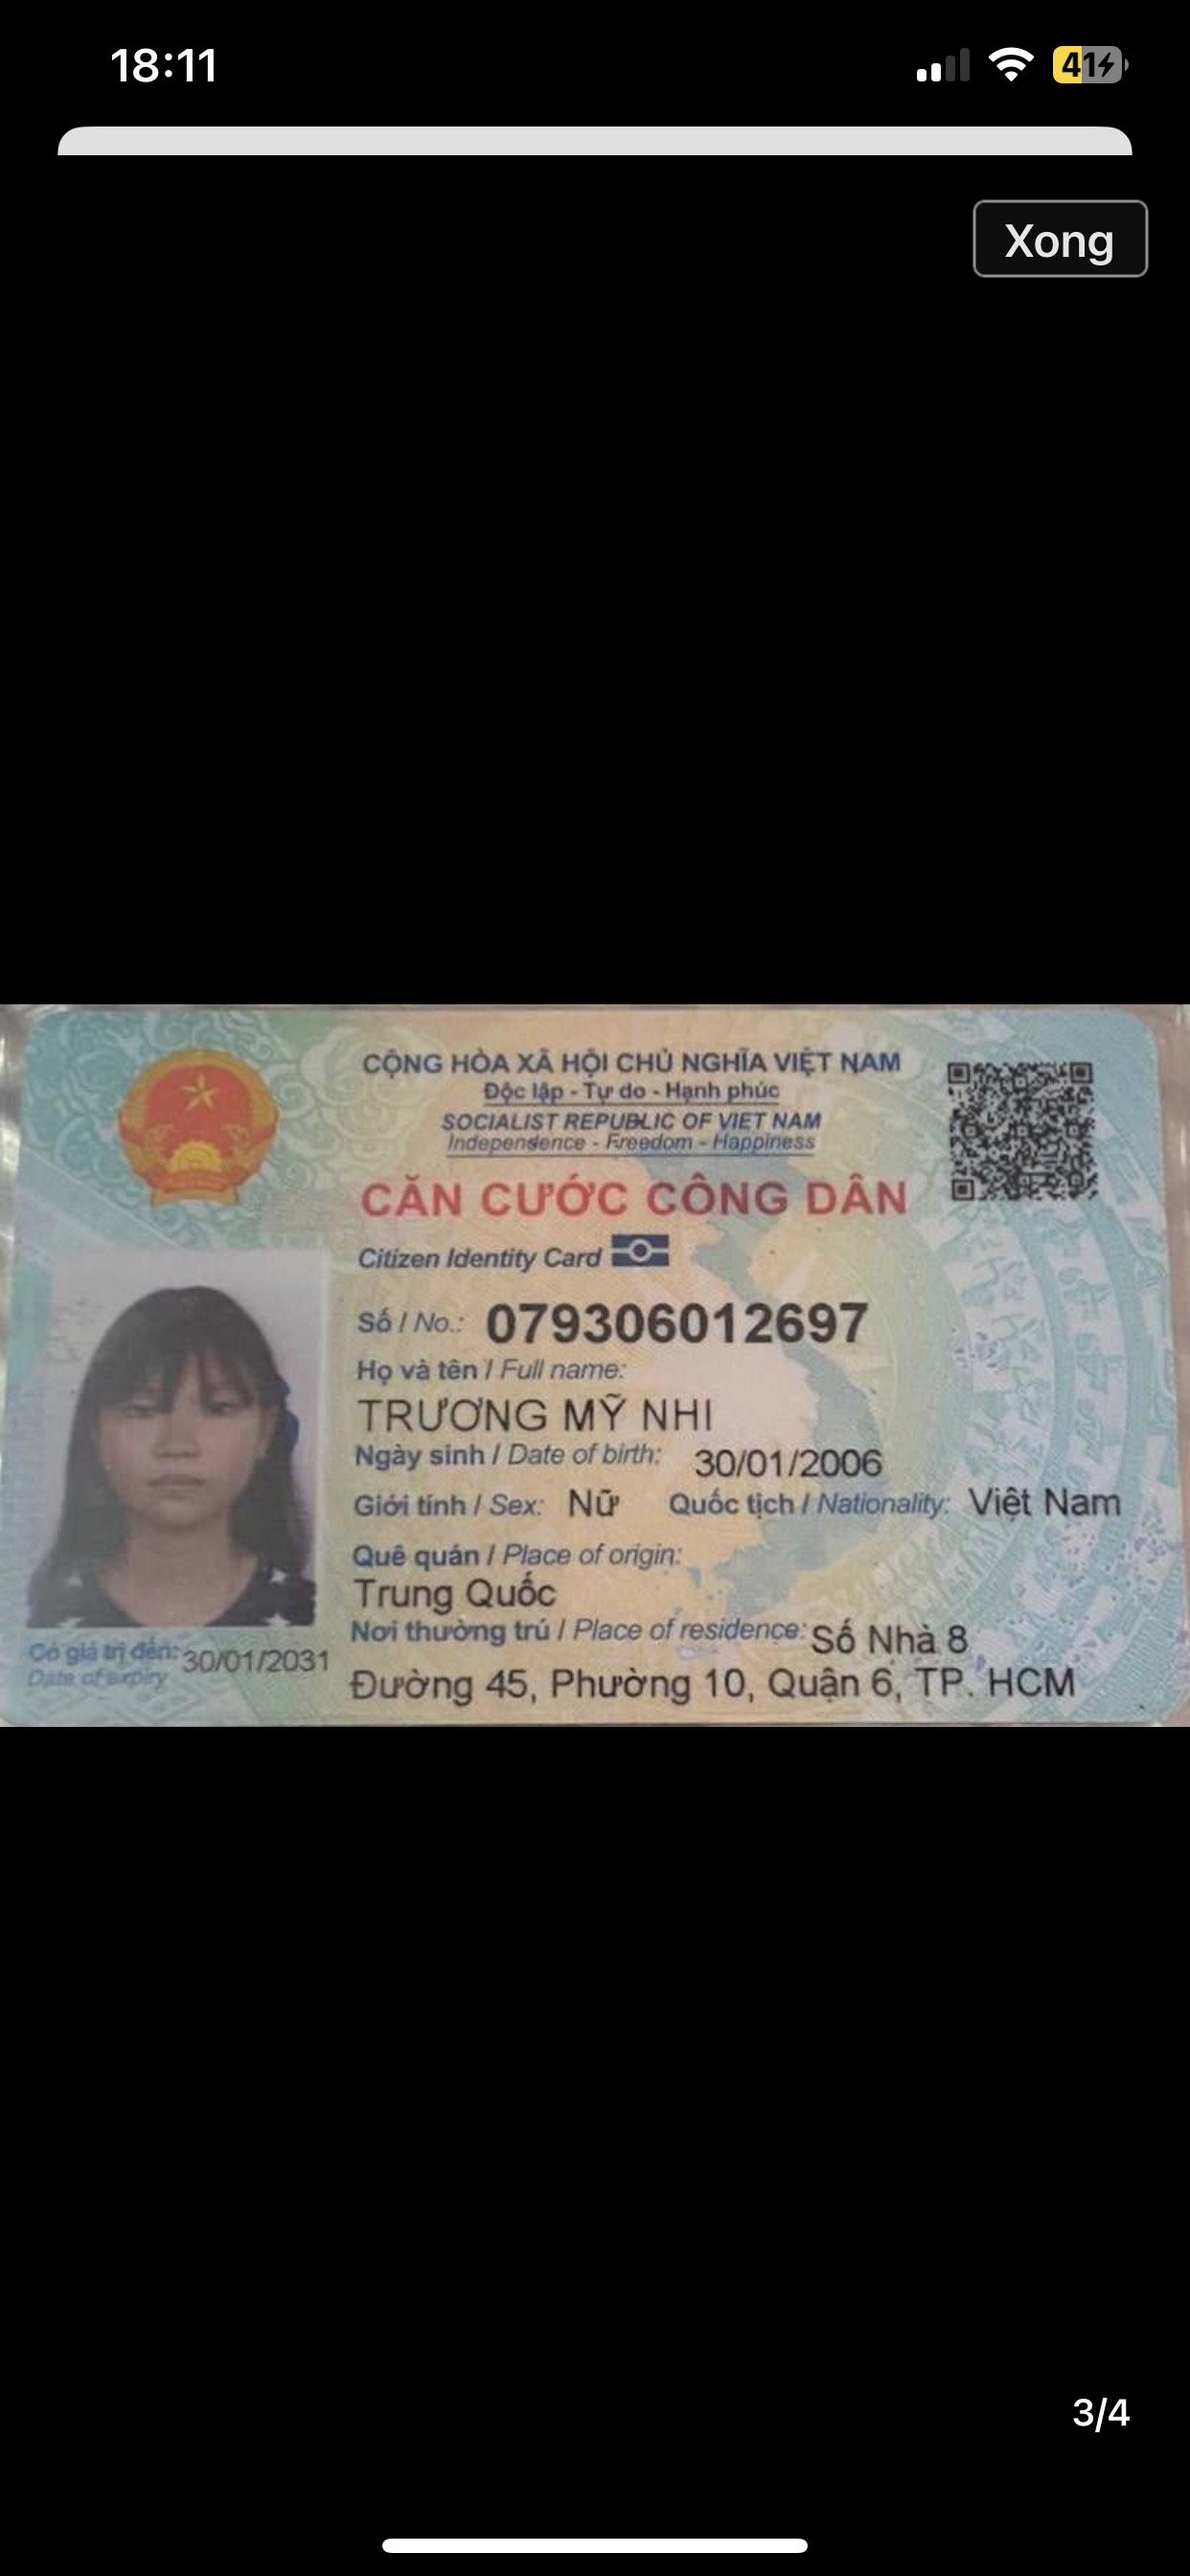 18:11
41
Xong
CỘNG HÒA XÃ HỘI CHỦ NGHĨA VIỆT NAM
Độc lập - Tự do - Hạnh phúc
SOCIALIST REPUBLIC OF VIET NAM
Independence - Freedom - Happiness
CĂN CƯỚC CÔNG DÂN
Citizen Identity Card
Số / No.: 079306012697
Họ và tên / Full name:
TRƯƠNG MỸ NHI
Ngày sinh / Date of birth: 30/01/2006
Giới tính / Sex: Nữ Quốc tịch / Nationality: Việt Nam
Quê quán / Place of origin:
Trung Quốc
Nơi thường trú / Place of residence: Số Nhà 8
Đường 45, Phường 10, Quận 6, TP. HCM
Có giá trị đến: 30/01/2031
Date of expiry
3/4